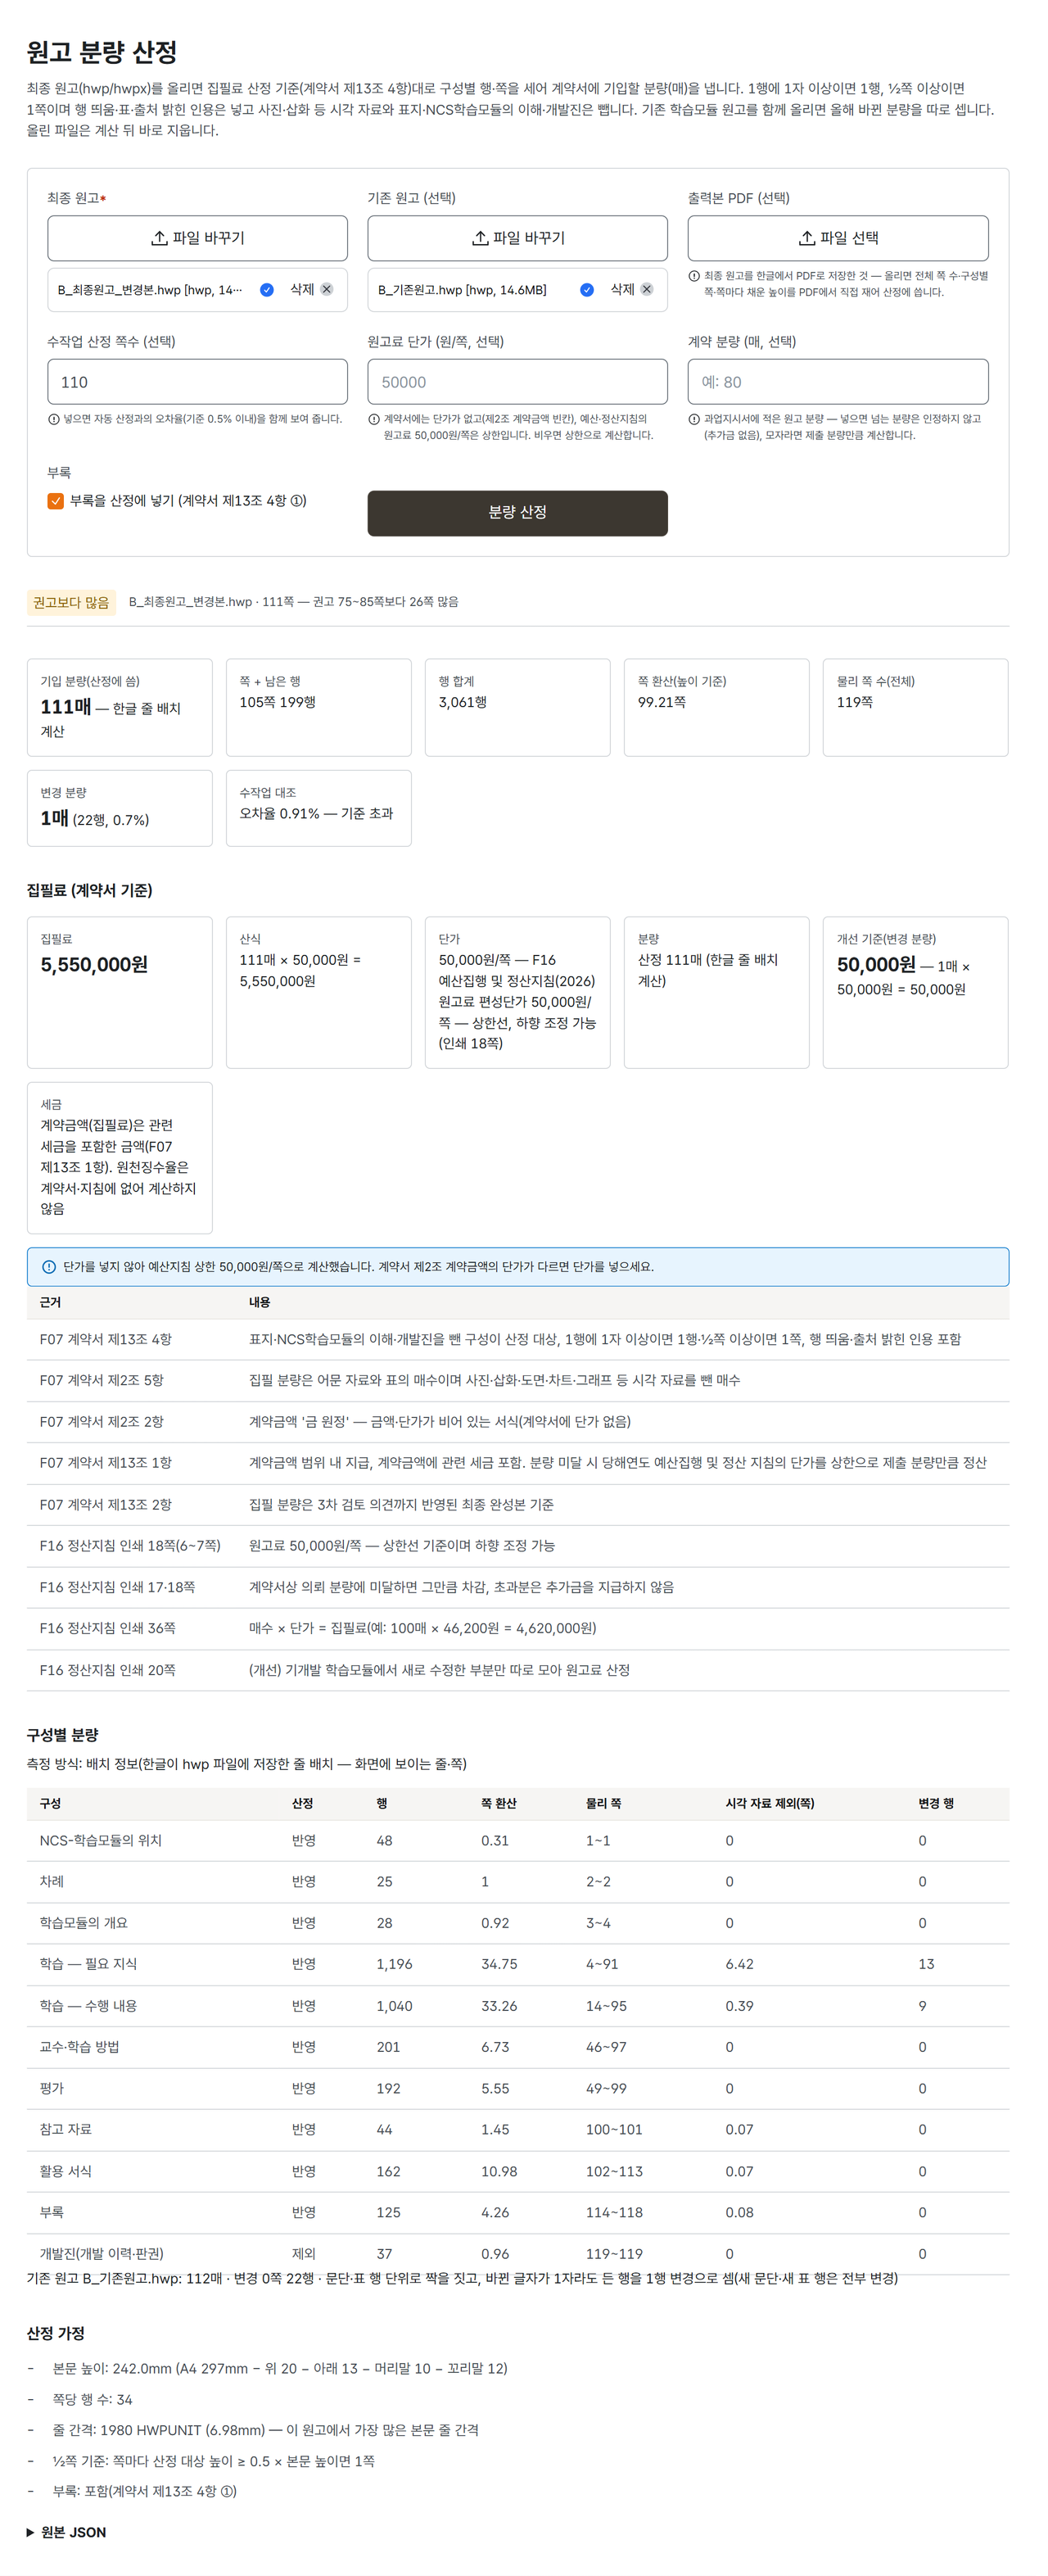 원고 분량 산정
최종 원고(hwp/hwpx)를 올리면 집필료 산정 기준(계약서 제13조 4항)대로 구성별 행·쪽을 세어 계약서에 기입할 분량(매)을 냅니다. 1행에 1자 이상이면 1행, ½쪽 이상이면
1쪽이며 행 띄움·표·출처 밝힌 인용은 넣고 사진·삽화 등 시각 자료와 표지·NCS학습모듈의 이해·개발진은 뺍니다. 기존 학습모듈 원고를 함께 올리면 올해 바뀐 분량을 따로 셉니다.
올린 파일은 계산 뒤 바로 지웁니다.
최종 원고* 기존 원고 (선택) 출력본 PDF (선택)
파일 바꾸기 파일 바꾸기 파일 선택
B_최종원고_변경본.hwp [hwp, 14… 삭제 B_기존원고.hwp [hwp, 14.6MB] 삭제
최종 원고를 한글에서 PDF로 저장한 것 — 올리면 전체 쪽 수·구성별
쪽·쪽마다 채운 높이를 PDF에서 직접 재어 산정에 씁니다.
수작업 산정 쪽수 (선택) 원고료 단가 (원/쪽, 선택) 계약 분량 (매, 선택)
110 50000 예: 80
넣으면 자동 산정과의 오차율(기준 0.5% 이내)을 함께 보여 줍니다.
계약서에는 단가가 없고(제2조 계약금액 빈칸), 예산·정산지침의
원고료 50,000원/쪽은 상한입니다. 비우면 상한으로 계산합니다.
과업지시서에 적은 원고 분량 — 넣으면 넘는 분량은 인정하지 않고
(추가금 없음), 모자라면 제출 분량만큼 계산합니다.
부록
부록을 산정에 넣기 (계약서 제13조 4항 ①)
분량 산정
권고보다 많음 B_최종원고_변경본.hwp · 111쪽 — 권고 75~85쪽보다 26쪽 많음
기입 분량(산정에 씀)
111매 — 한글 줄 배치
계산
쪽 + 남은 행
105쪽 199행
행 합계
3,061행
쪽 환산(높이 기준)
99.21쪽
물리 쪽 수(전체)
119쪽
변경 분량
1매 (22행, 0.7%)
수작업 대조
오차율 0.91% — 기준 초과
집필료 (계약서 기준)
집필료
5,550,000원
산식
111매 × 50,000원 =
5,550,000원
단가
50,000원/쪽 — F16
예산집행 및 정산지침(2026)
원고료 편성단가 50,000원/
쪽 — 상한선, 하향 조정 가능
(인쇄 18쪽)
분량
산정 111매 (한글 줄 배치
계산)
개선 기준(변경 분량)
50,000원 — 1매 ×
50,000원 = 50,000원
세금
계약금액(집필료)은 관련
세금을 포함한 금액(F07
제13조 1항). 원천징수율은
계약서·지침에 없어 계산하지
않음
단가를 넣지 않아 예산지침 상한 50,000원/쪽으로 계산했습니다. 계약서 제2조 계약금액의 단가가 다르면 단가를 넣으세요.
근거 내용
F07 계약서 제13조 4항 표지·NCS학습모듈의 이해·개발진을 뺀 구성이 산정 대상, 1행에 1자 이상이면 1행·½쪽 이상이면 1쪽, 행 띄움·출처 밝힌 인용 포함
F07 계약서 제2조 5항 집필 분량은 어문 자료와 표의 매수이며 사진·삽화·도면·차트·그래프 등 시각 자료를 뺀 매수
F07 계약서 제2조 2항 계약금액 '금 원정' — 금액·단가가 비어 있는 서식(계약서에 단가 없음)
F07 계약서 제13조 1항 계약금액 범위 내 지급, 계약금액에 관련 세금 포함. 분량 미달 시 당해연도 예산집행 및 정산 지침의 단가를 상한으로 제출 분량만큼 정산
F07 계약서 제13조 2항 집필 분량은 3차 검토 의견까지 반영된 최종 완성본 기준
F16 정산지침 인쇄 18쪽(6~7쪽) 원고료 50,000원/쪽 — 상한선 기준이며 하향 조정 가능
F16 정산지침 인쇄 17·18쪽 계약서상 의뢰 분량에 미달하면 그만큼 차감, 초과분은 추가금을 지급하지 않음
F16 정산지침 인쇄 36쪽 매수 × 단가 = 집필료(예: 100매 × 46,200원 = 4,620,000원)
F16 정산지침 인쇄 20쪽 (개선) 기개발 학습모듈에서 새로 수정한 부분만 따로 모아 원고료 산정
구성별 분량
측정 방식: 배치 정보(한글이 hwp 파일에 저장한 줄 배치 — 화면에 보이는 줄·쪽)
구성 산정 행 쪽 환산 물리 쪽 시각 자료 제외(쪽) 변경 행
NCS-학습모듈의 위치 반영 48 0.31 1~1 0 0
차례 반영 25 1 2~2 0 0
학습모듈의 개요 반영 28 0.92 3~4 0 0
학습 — 필요 지식 반영 1,196 34.75 4~91 6.42 13
학습 — 수행 내용 반영 1,040 33.26 14~95 0.39 9
교수·학습 방법 반영 201 6.73 46~97 0 0
평가 반영 192 5.55 49~99 0 0
참고 자료 반영 44 1.45 100~101 0.07 0
활용 서식 반영 162 10.98 102~113 0.07 0
부록 반영 125 4.26 114~118 0.08 0
개발진(개발 이력·판권) 제외 37 0.96 119~119 0 0
기존 원고 B_기존원고.hwp: 112매 · 변경 0쪽 22행 · 문단·표 행 단위로 짝을 짓고, 바뀐 글자가 1자라도 든 행을 1행 변경으로 셈(새 문단·새 표 행은 전부 변경)
산정 가정
- 본문 높이: 242.0mm (A4 297mm − 위 20 − 아래 13 − 머리말 10 − 꼬리말 12)
- 쪽당 행 수: 34
- 줄 간격: 1980 HWPUNIT (6.98mm) — 이 원고에서 가장 많은 본문 줄 간격
- ½쪽 기준: 쪽마다 산정 대상 높이 ≥ 0.5 × 본문 높이면 1쪽
- 부록: 포함(계약서 제13조 4항 ①)
▶ 원본 JSON